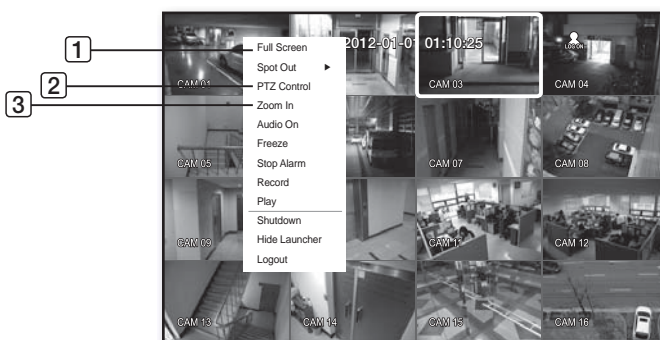 1
2
3
2012-01-01 01:10:25
LOG ON
CAM 01
CAM 03
CAM 04
CAM 05
CAM 07
CAM 08
CAM 09
CAM 11
CAM 12
CAM 13
CAM 14
CAM 15
CAM 16
Full Screen
Spot Out
PTZ Control
Zoom In
Audio On
Freeze
Stop Alarm
Record
Play
Shutdown
Hide Launcher
Logout